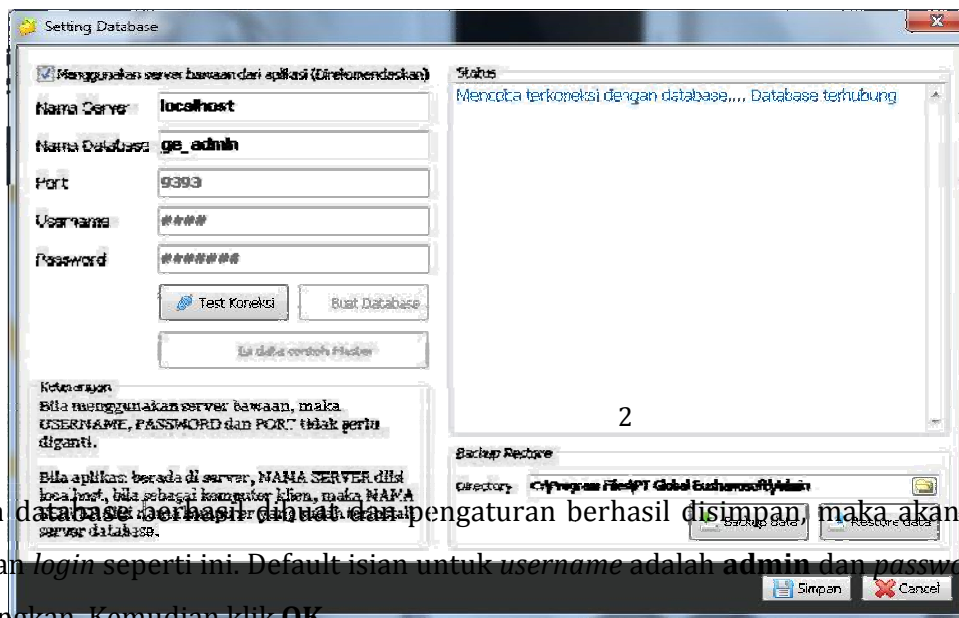 Setting Database
Menggunakan server bawaan dari aplikasi (Direkomendasikan)
Nama Server localhost
Nama Database ge_admin
Port 9393
Username ####
Password #######
Test Koneksi Buat Database
Isi data contoh Master
Keterangan
Bila menggunakan server bawaan, maka
USERNAME, PASSWORD dan PORT tidak perlu
diganti.
Bila aplikasi berada di server, NAMA SERVER diisi
localhost, bila sebagai komputer klien, maka NAMA
server database.
Status
Mencoba terkoneksi dengan database.... Database terhubung
2
Backup Restore
Directory C:\Program Files\PT Global
Backup data Restore data
database berhasil dibuat dan pengaturan berhasil disimpan, maka akan
an login seperti ini. Default isian untuk username adalah admin dan passwo
Simpan Cancel
ngkan. Kemudian klik OK